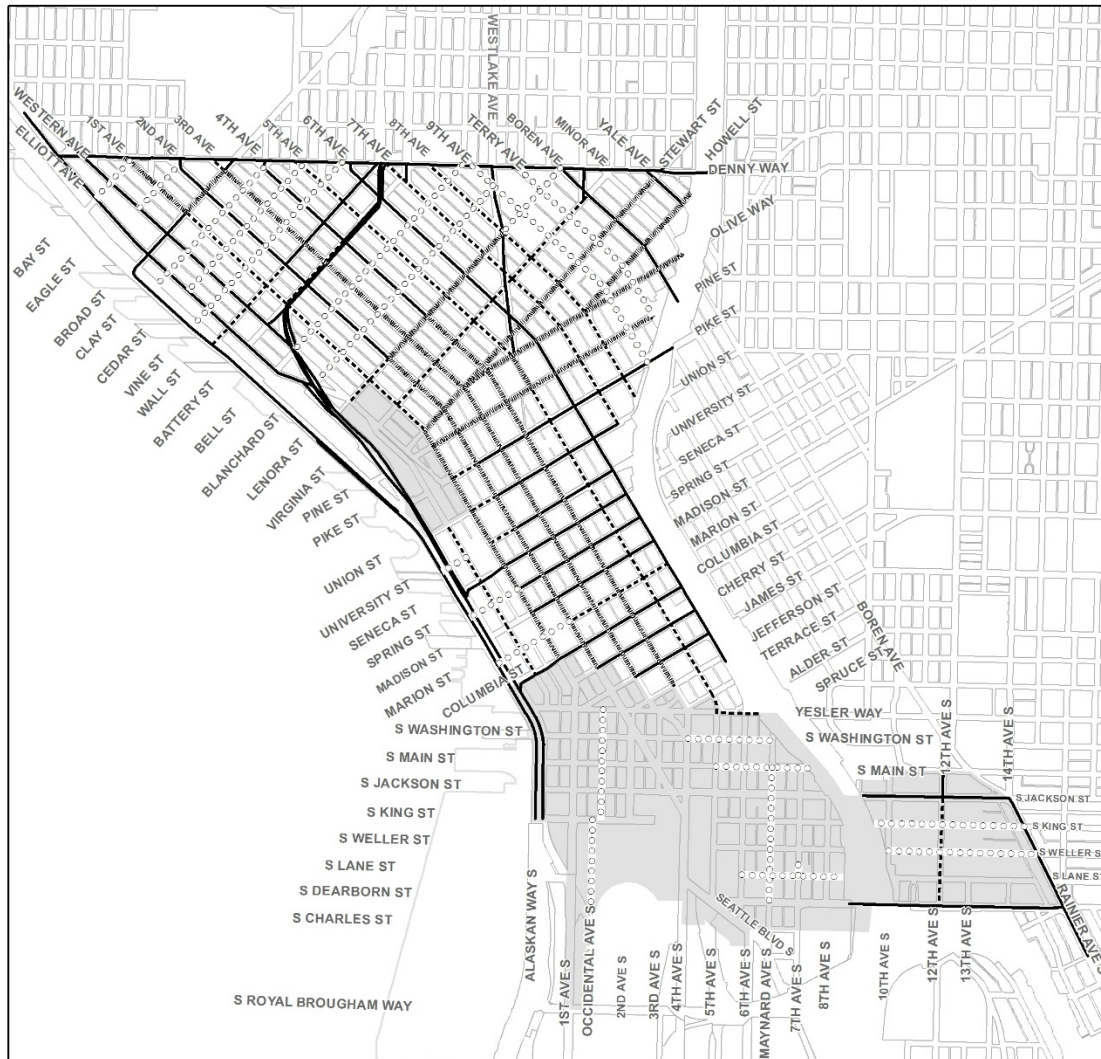 WESTLAKE AVE
WESTERN AVE
1ST AVE
2ND AVE
3RD AVE
4TH AVE
5TH AVE
6TH AVE
7TH AVE
8TH AVE
9TH AVE
TERRY AVE
BOREN AVE
MINOR AVE
YALE AVE
STEWART ST
HOWELL ST
ELLIOTT AVE
DENNY WAY
OLIVE WAY
PINE ST
PIKE ST
UNION ST
UNIVERSITY ST
SENECA ST
SPRING ST
MADISON ST
MARION ST
COLUMBIA ST
CHERRY ST
JAMES ST
JEFFERSON ST
TERRACE ST
ALDER ST
SPRUCE ST
BOREN AVE
BAY ST
EAGLE ST
BROAD ST
CLAY ST
CEDAR ST
VINE ST
WALL ST
BATTERY ST
BELL ST
BLANCHARD ST
LENORA ST
VIRGINIA ST
PINE ST
PIKE ST
UNION ST
UNIVERSITY ST
SENECA ST
SPRING ST
MADISON ST
MARION ST
COLUMBIA ST
YESLER WAY
S WASHINGTON ST
S WASHINGTON ST
S MAIN ST
S MAIN ST
12TH AVE S
14TH AVE S
S JACKSON ST
S JACKSON ST
S KING ST
S KING ST
S WELLER ST
S WELLER S
S LANE ST
S LANE ST
S DEARBORN ST
S CHARLES ST
RAINIER AVE
S ROYAL BROUGHAM WAY
ALASKAN WAY S
1ST AVE S
OCCIDENTAL AVE S
2ND AVE S
3RD AVE S
4TH AVE S
5TH AVE S
6TH AVE S
MAYNARD AVE S
7TH AVE S
8TH AVE S
SEATTLE BLVD S
10TH AVE S
12TH AVE S
13TH AVE S